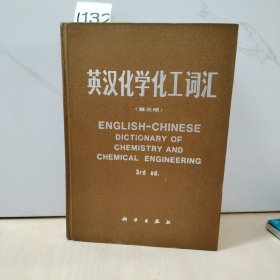 1132
英汉化学化工词汇
(第三版)
ENGLISH-CHINESE
DICTIONARY OF
CHEMISTRY AND
CHEMICAL ENGINEERING
3rd ed.
科学出版社